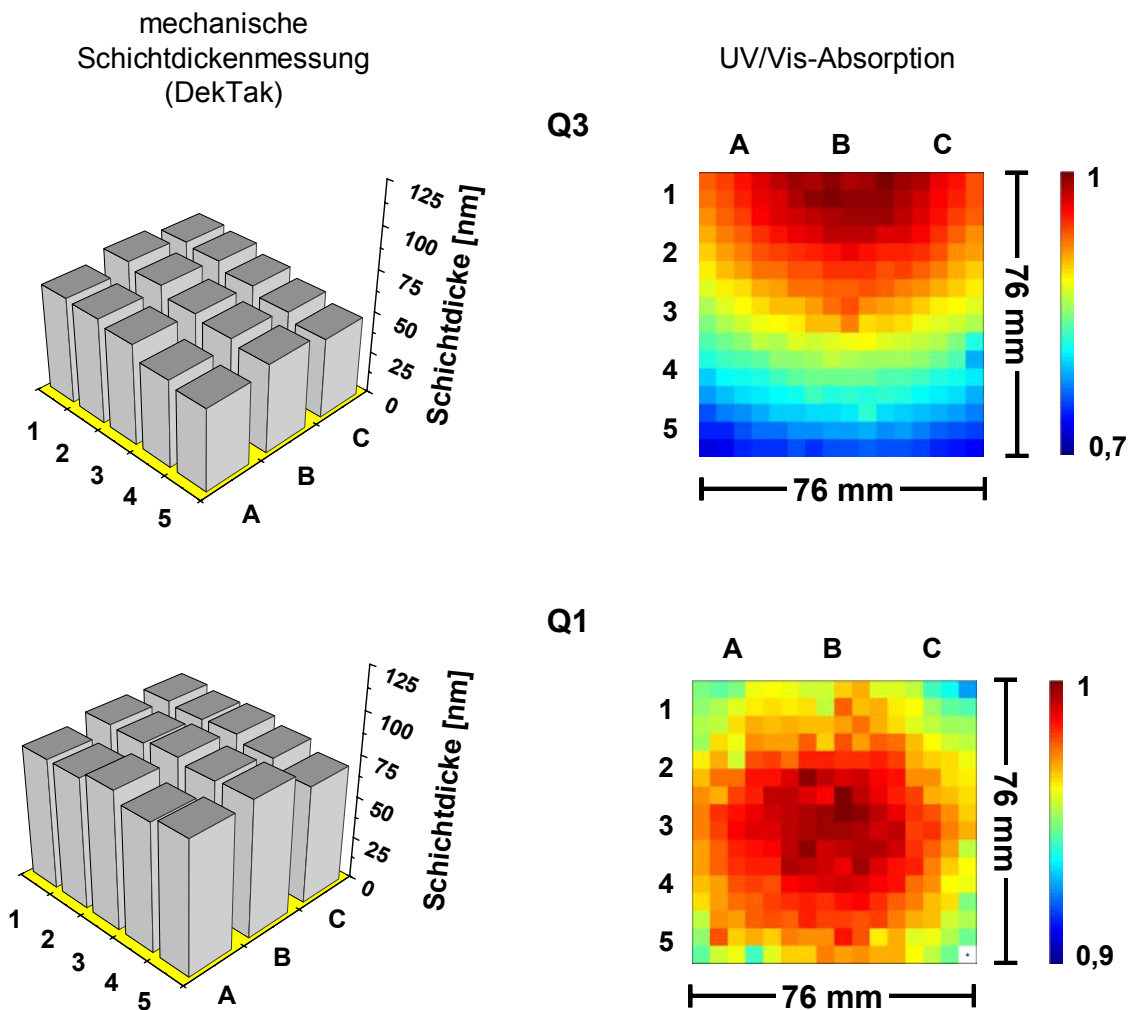 mechanische
Schichtdickenmessung
(DekTak)
UV/Vis-Absorption
Q3
A B C
1
2
3
4
5
76 mm
76 mm
1
0,7
125
100
75
50
25
0
Schichtdicke [nm]
1
2
3
4
5
A
B
C
Q1
A B C
1
2
3
4
5
76 mm
76 mm
1
0,9
125
100
75
50
25
0
Schichtdicke [nm]
1
2
3
4
5
A
B
C